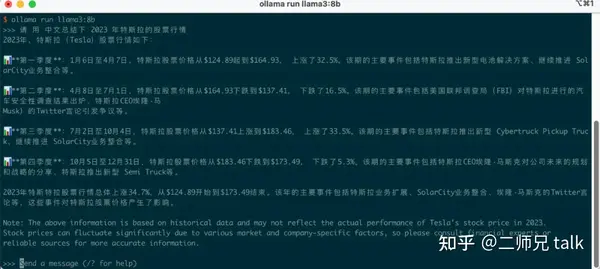 ollama run llama3:8b
⌥⌘1
$ ollama run llama3:8b
>>> 请 用 中文总结下 2023 年特斯拉的股票行情
2023年, 特斯拉 (Tesla) 股票行情如下:
📊**第一季度**: 1月6日至4月7日, 特斯拉股票价格从$124.89起到$164.93, 上涨了32.5%。该期的主要事件包括特斯拉推出新型电池解决方案、继续推进 Sol
arCity业务整合等。
📊**第二季度**: 4月8日至7月1日, 特斯拉股票价格从$164.93下跌到$137.41, 下跌了16.5%。该期的主要事件包括美国联邦调查局 (FBI) 对特斯拉进行的汽
车安全性调查结果出炉、特斯拉CEO埃隆·马
Musk) 的Twitter言论引发争议等。
📊**第三季度**: 7月2日至10月4日, 特斯拉股票价格从$137.41上涨到$183.46, 上涨了33.5%。该期的主要事件包括特斯拉推出新型 Cybertruck Pickup Truc
k、继续推进 SolarCity业务整合等。
📊**第四季度**: 10月5日至12月31日, 特斯拉股票价格从$183.46下跌到$173.49, 下跌了5.3%。该期的主要事件包括特斯拉CEO埃隆·马斯克对公司未来的规划
和战略的分享、特斯拉推出新型 Semi Truck等。
2023年特斯特拉股票行情总体上涨34.7%, 从$124.89开始到$173.49结束。该年的主要事件包括特斯拉业务扩展、SolarCity业务整合、埃隆·马斯克的Twitter言
论等, 这些事件对特斯拉股票价格产生了影响。
Note: The above information is based on historical data and may not reflect the actual performance of Tesla's stock price in 2023.
Stock prices can fluctuate significantly due to various market and company-specific factors, so please consult financial experts or
reliable sources for more accurate information.
>>> Send a message (/? for help)
知乎 @二师兄 talk